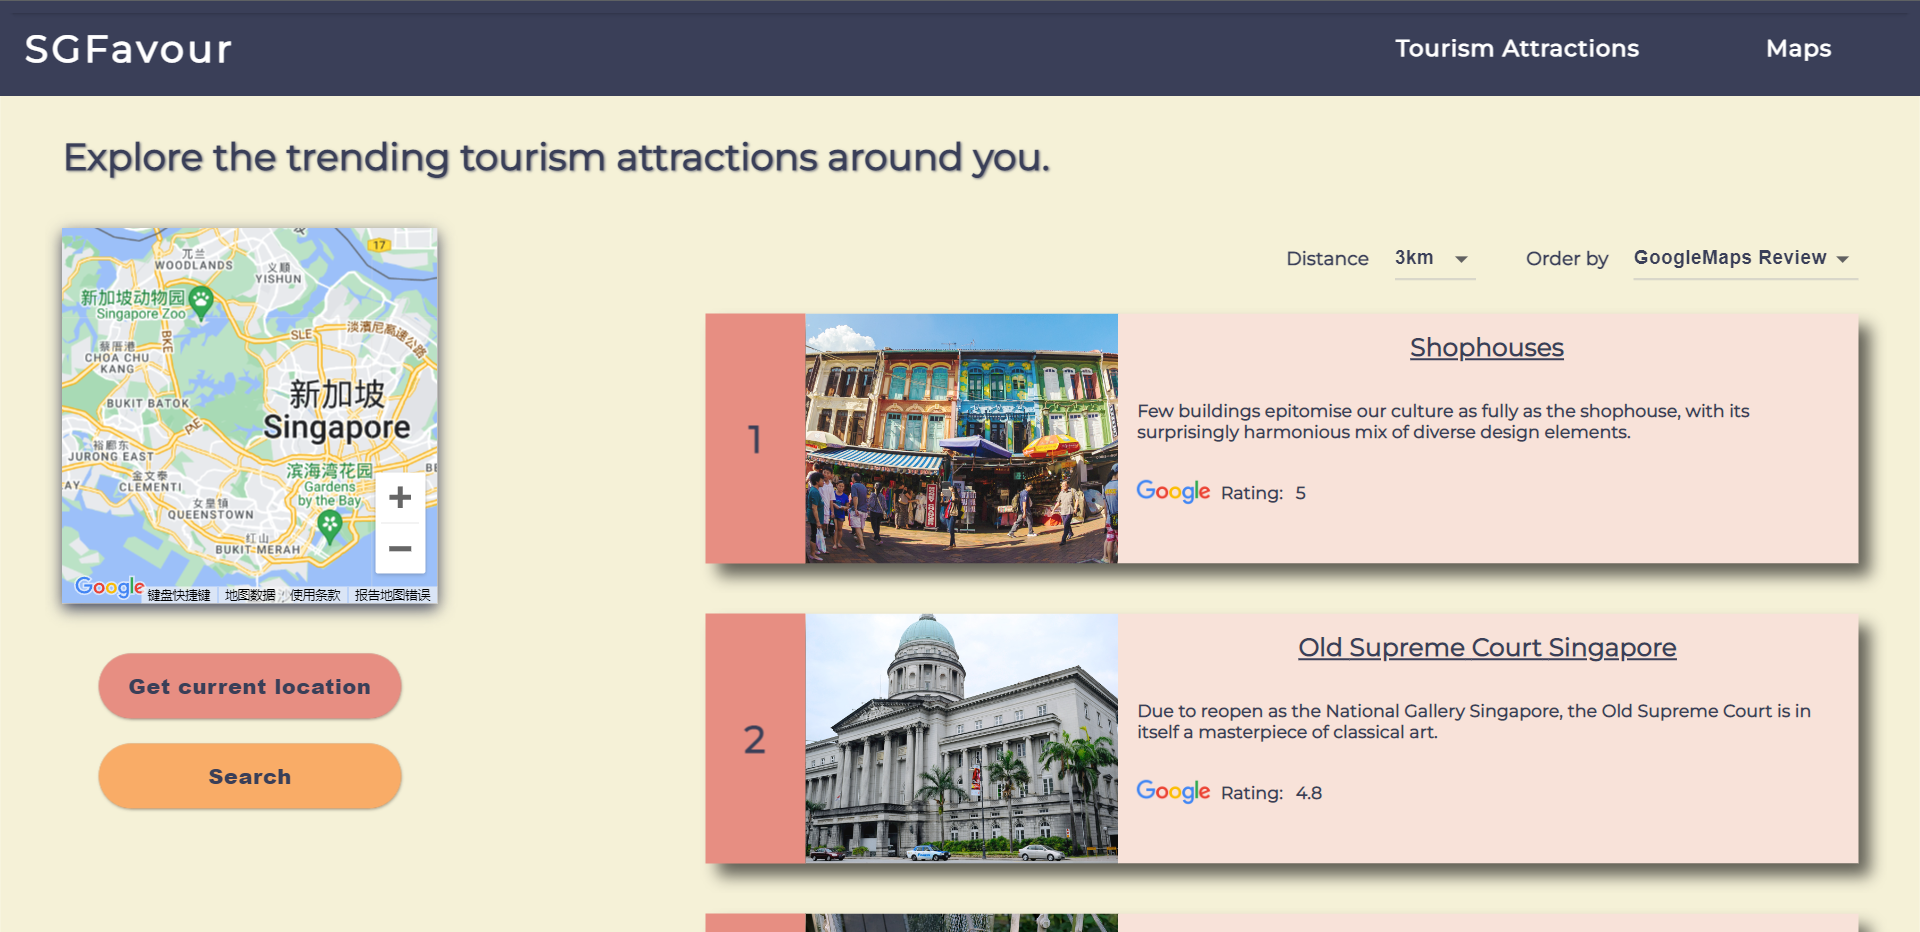 SGFavour
Tourism Attractions
Maps
Explore the trending tourism attractions around you.
17
兀兰
WOODLANDS
义顺
YISHUN
新加坡动物园
Singapore Zoo
BKE
SLE
淡滨尼高速公路
蔡厝港
CHOA CHU
KANG
新加坡
Singapore
BUKIT BATOK
PIE
裕廊东
JURONG EAST
滨海湾花园
Gardens
by the Bay
金文泰
CLEMENTI
AY
BE
女皇镇
QUEENSTOWN
红山
BUKIT MERAH
+
−
Google
键盘快捷键
地图数据
使用条款
报告地图错误
Get current location
Search
Distance 3km
Order by GoogleMaps Review
1
Shophouses
Few buildings epitomise our culture as fully as the shophouse, with its
surprisingly harmonious mix of diverse design elements.
Google Rating: 5
2
Old Supreme Court Singapore
Due to reopen as the National Gallery Singapore, the Old Supreme Court is in
itself a masterpiece of classical art.
Google Rating: 4.8